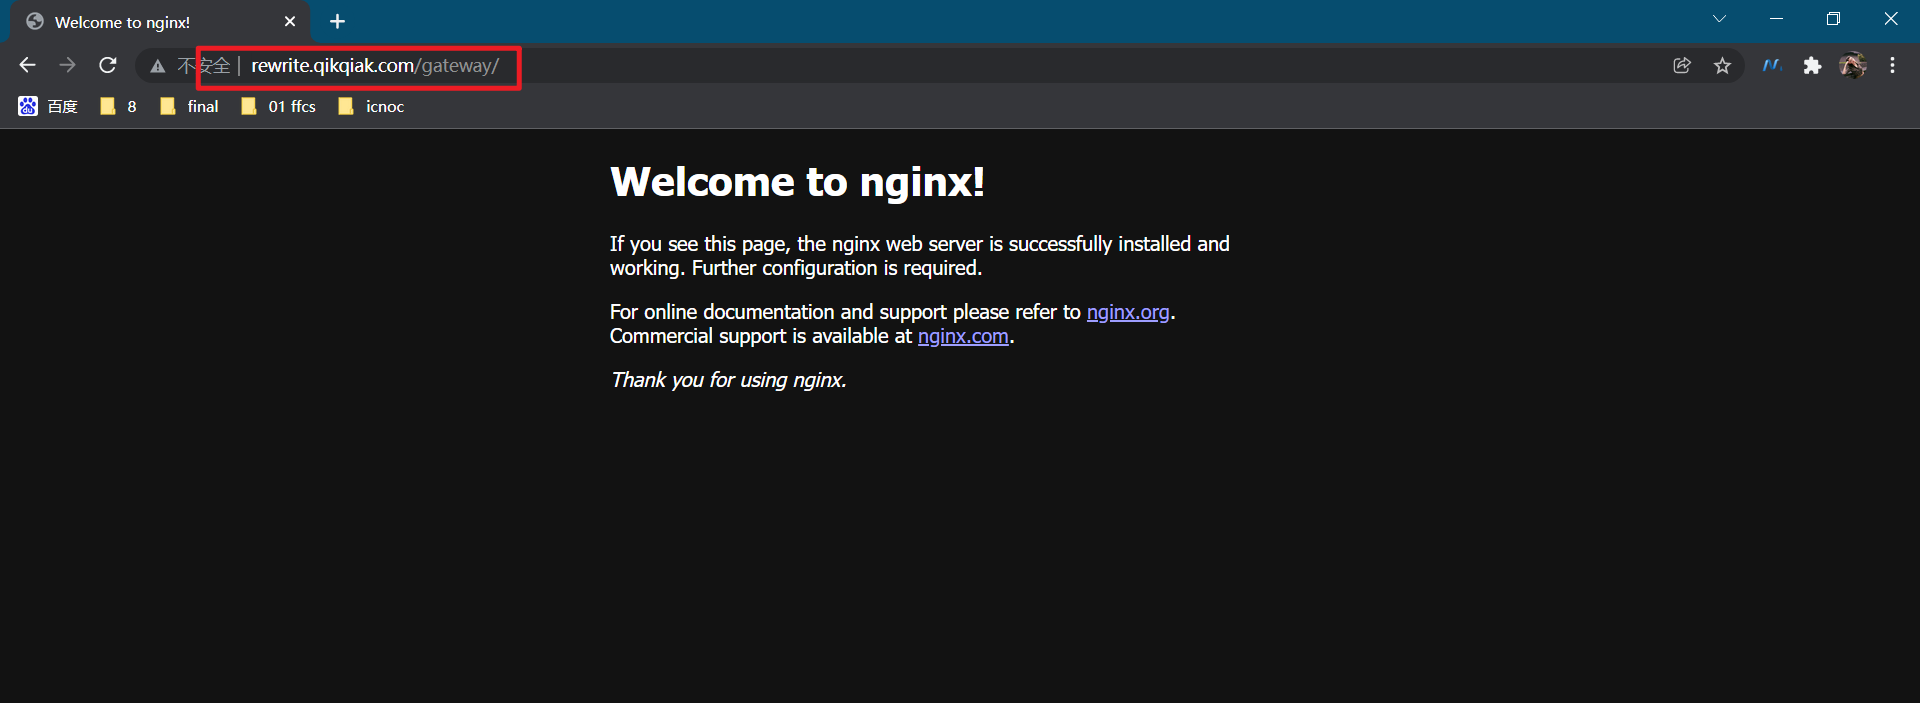 Welcome to nginx!
不安全 | rewrite.qikqiak.com/gateway/
百度 8 final 01 ffcs icnoc
Welcome to nginx!
If you see this page, the nginx web server is successfully installed and
working. Further configuration is required.
For online documentation and support please refer to nginx.org.
Commercial support is available at nginx.com.
Thank you for using nginx.